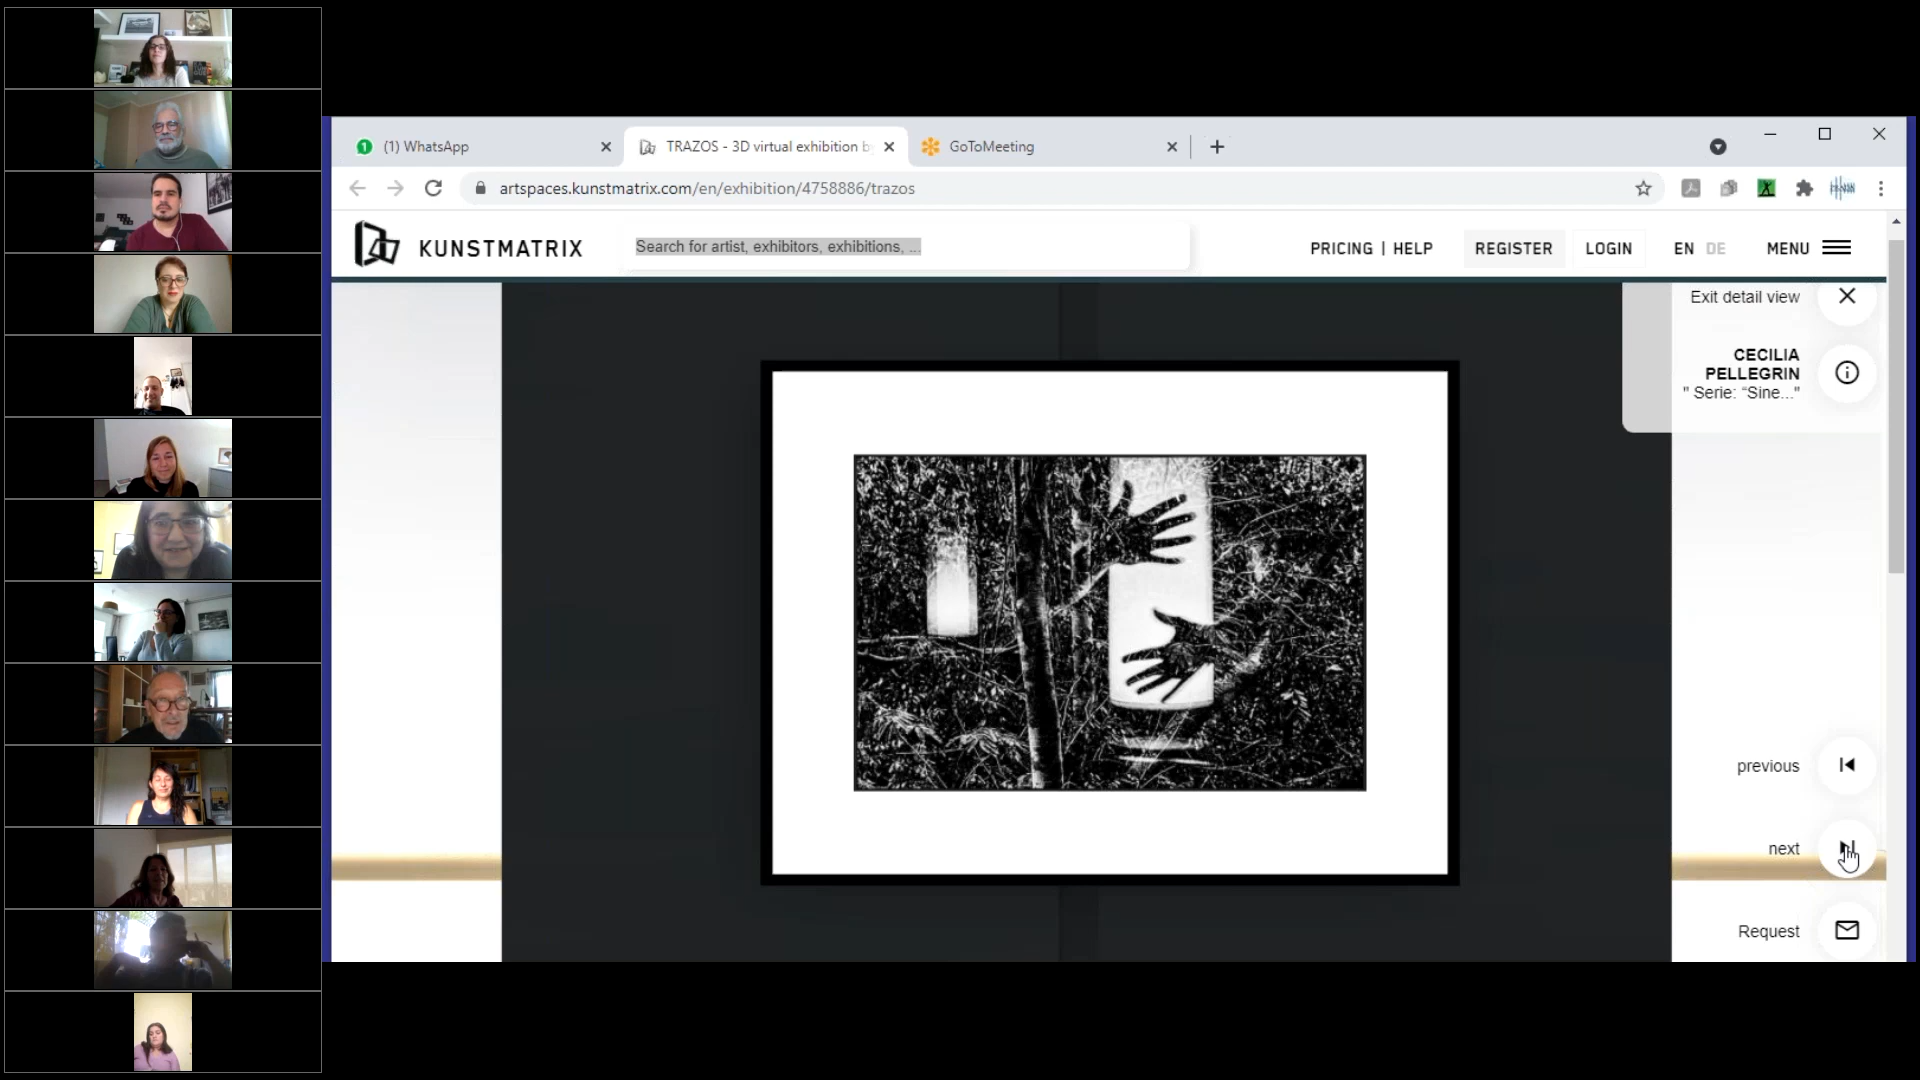 (1) WhatsApp
TRAZOS - 3D virtual exhibition b
GoToMeeting
artspaces.kunstmatrix.com/en/exhibition/4758886/trazos
KUNSTMATRIX
Search for artist, exhibitors, exhibitions, ...
PRICING | HELP
REGISTER
LOGIN
EN DE
MENU
Exit detail view
CECILIA
PELLEGRIN
" Serie: “Sine..."
previous
next
Request